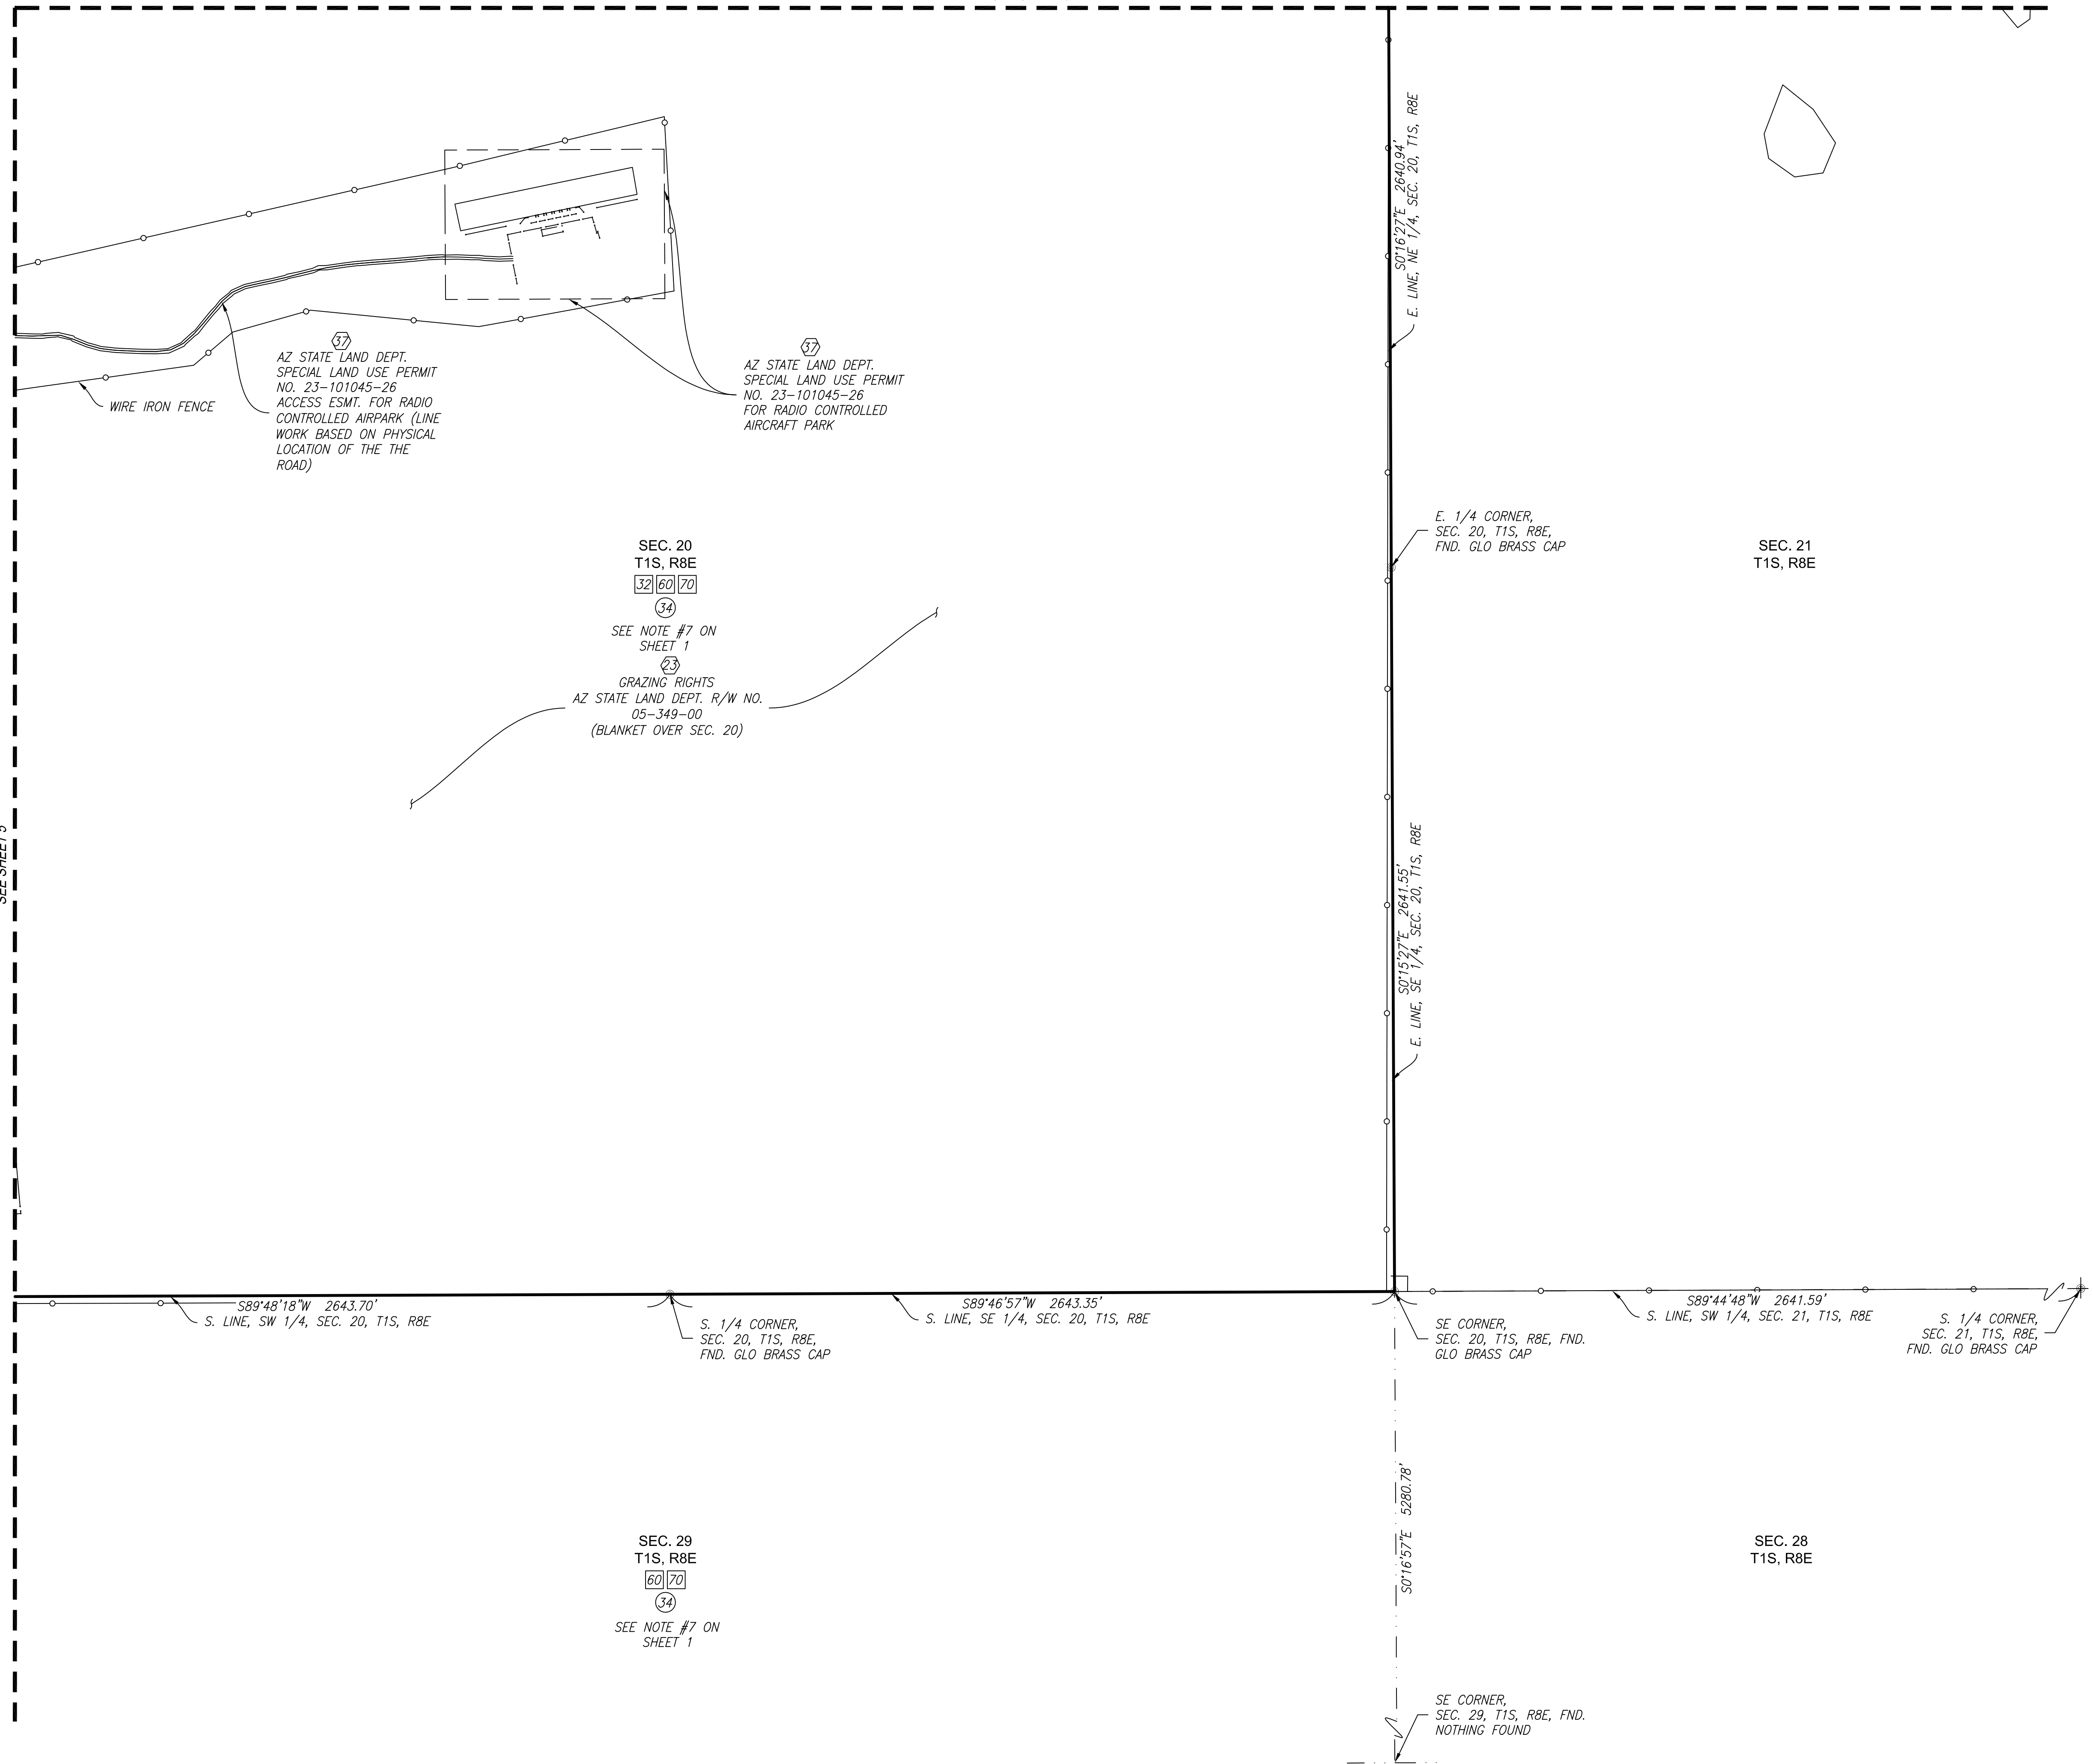 S0°16'27"E 2640.94'
E. LINE, NE 1/4, SEC. 20, T1S, R8E
37
AZ STATE LAND DEPT.
SPECIAL LAND USE PERMIT
NO. 23-101045-26
ACCESS ESMT. FOR RADIO
CONTROLLED AIRPARK (LINE
WORK BASED ON PHYSICAL
LOCATION OF THE THE
ROAD)
WIRE IRON FENCE
37
AZ STATE LAND DEPT.
SPECIAL LAND USE PERMIT
NO. 23-101045-26
FOR RADIO CONTROLLED
AIRCRAFT PARK
E. 1/4 CORNER,
SEC. 20, T1S, R8E,
FND. GLO BRASS CAP
SEC. 20
T1S, R8E
32 60 70
34
SEE NOTE #7 ON
SHEET 1
23
GRAZING RIGHTS
AZ STATE LAND DEPT. R/W NO.
05-349-00
(BLANKET OVER SEC. 20)
SEC. 21
T1S, R8E
SEE SHEET
S0°15'27"E 2641.55'
E. LINE, SE 1/4, SEC. 20, T1S, R8E
S89°48'18"W 2643.70'
S. LINE, SW 1/4, SEC. 20, T1S, R8E
S. 1/4 CORNER,
SEC. 20, T1S, R8E,
FND. GLO BRASS CAP
S89°46'57"W 2643.35'
S. LINE, SE 1/4, SEC. 20, T1S, R8E
SE CORNER,
SEC. 20, T1S, R8E, FND.
GLO BRASS CAP
S89°44'48"W 2641.59'
S. LINE, SW 1/4, SEC. 21, T1S, R8E
S. 1/4 CORNER,
SEC. 21, T1S, R8E,
FND. GLO BRASS CAP
S0°16'57"E 5280.78'
SEC. 29
T1S, R8E
60 70
34
SEE NOTE #7 ON
SHEET 1
SEC. 28
T1S, R8E
SE CORNER,
SEC. 29, T1S, R8E, FND.
NOTHING FOUND